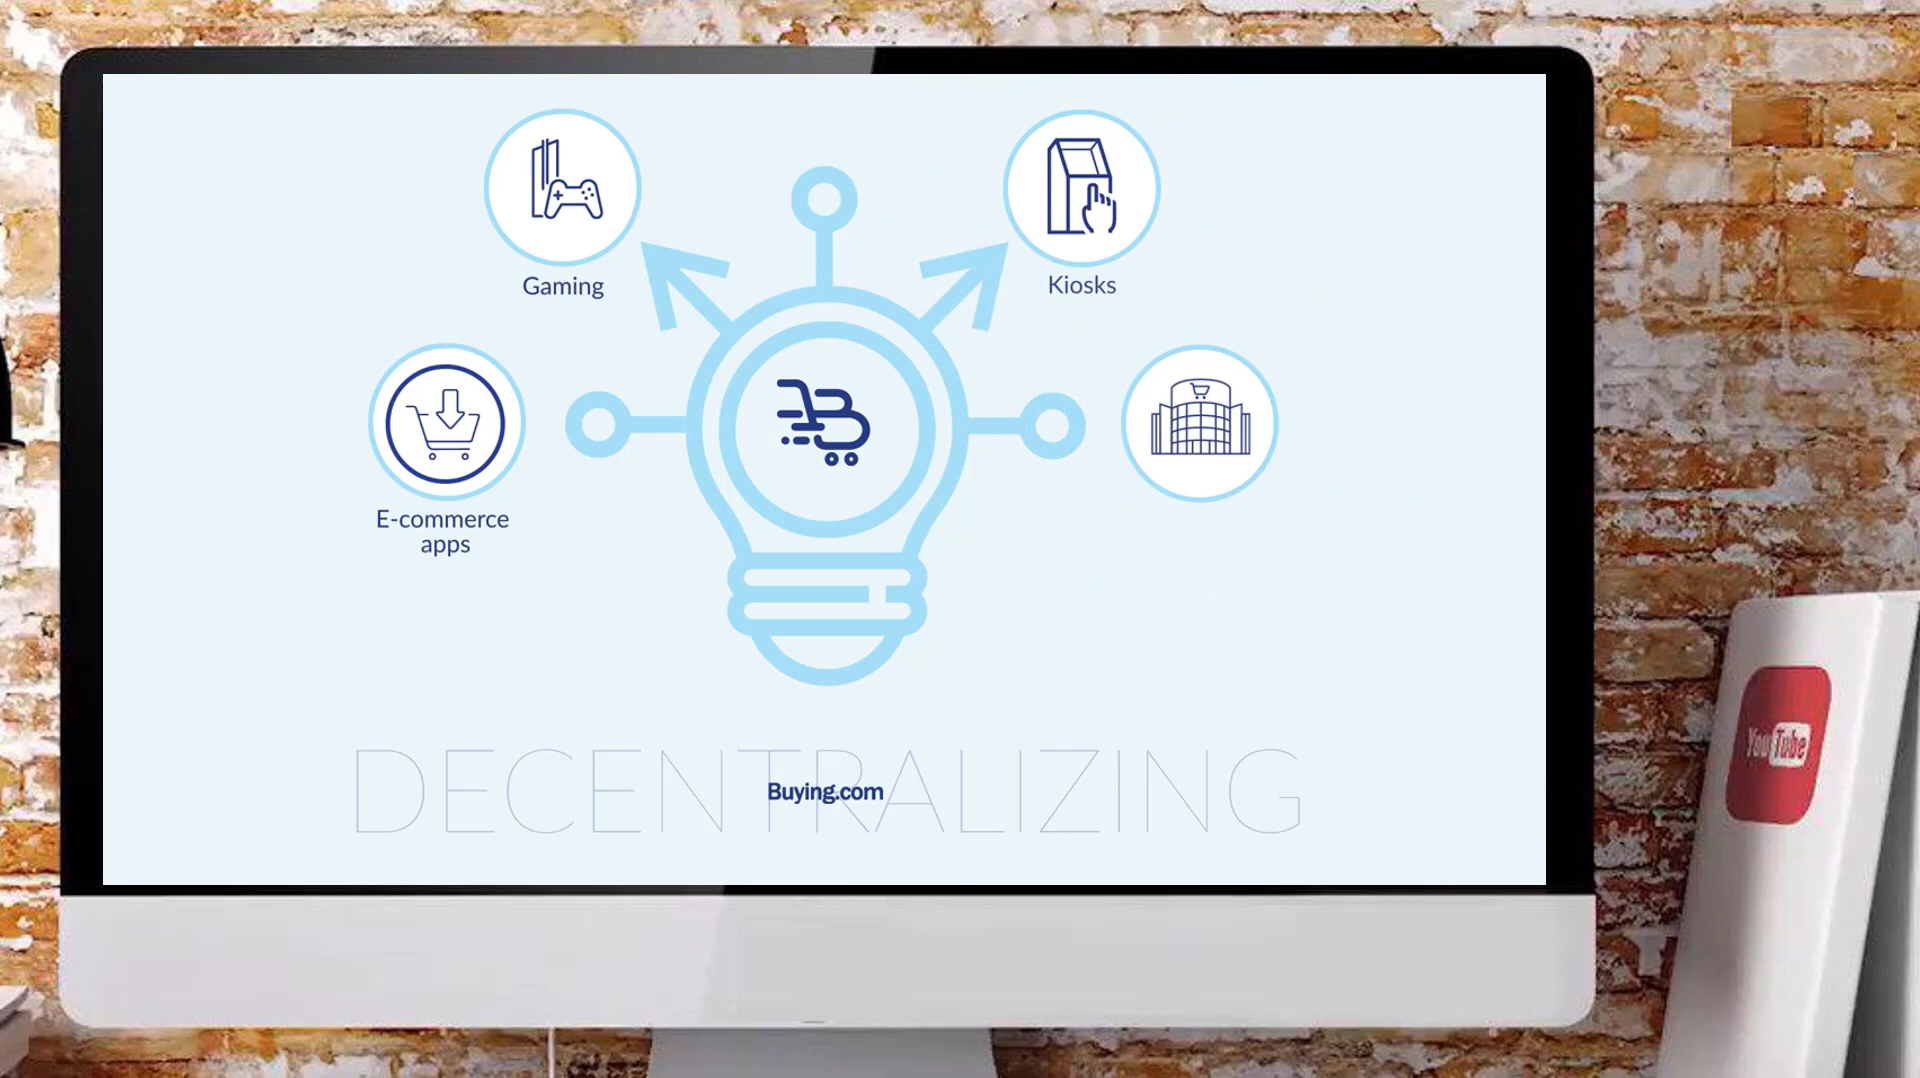 Gaming
Kiosks
E-commerce
apps
DECENTRALIZING
Buying.com
YouTube